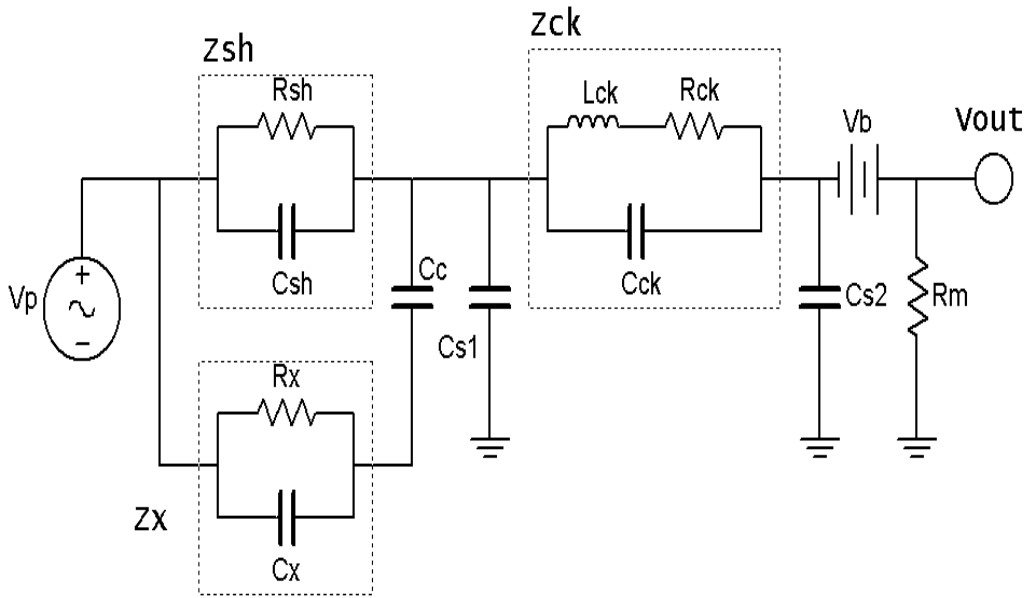 Zsh
Zck
Rsh
Lck
Rck
Vb
Vout
Csh
Cck
Cc
Vp
+
−
Cs1
Cs2
Rm
Rx
Zx
Cx